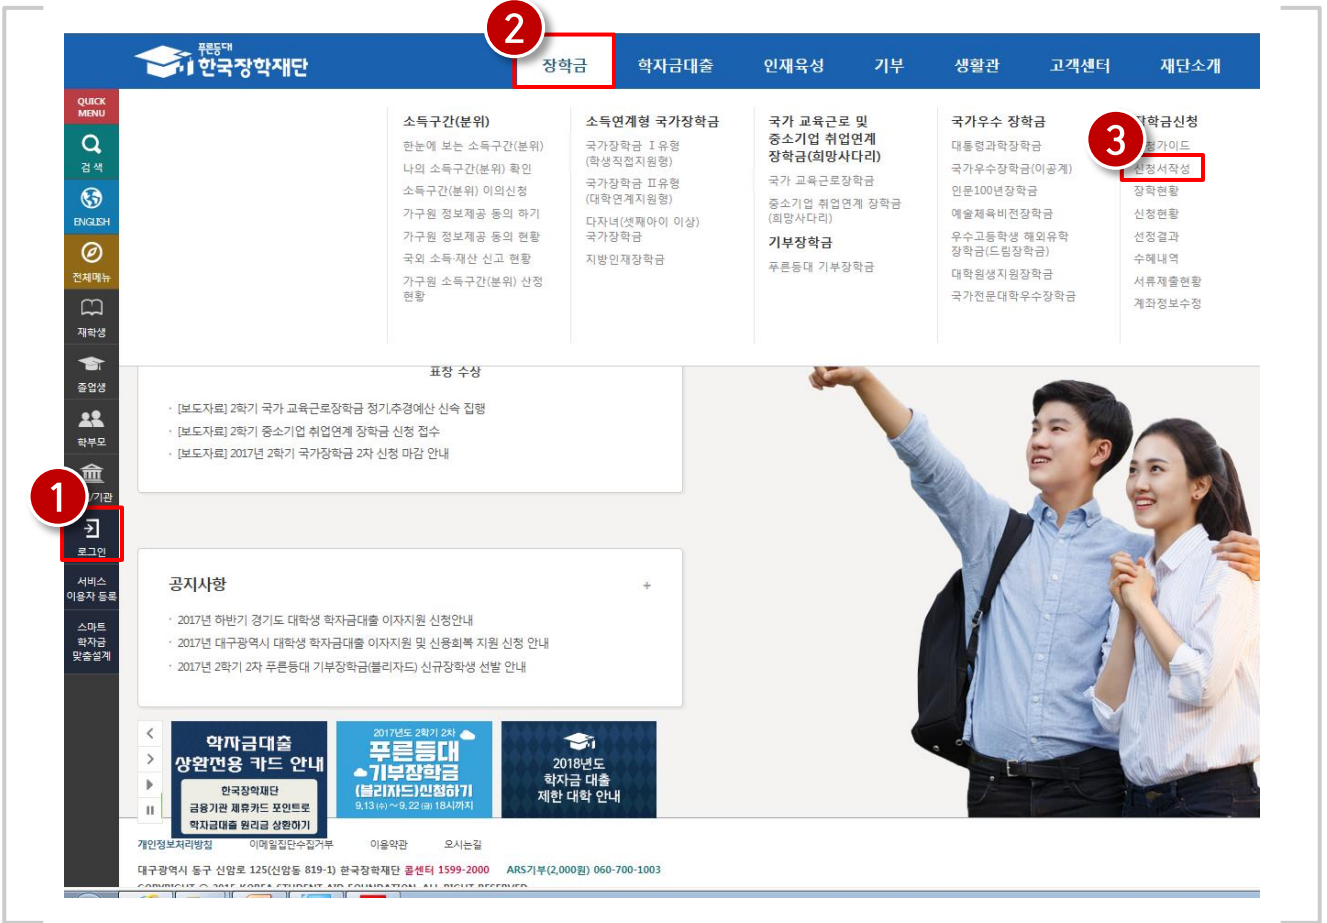 2
푸른등대
한국장학재단
장학금
학자금대출
인재육성
기부
생활관
고객센터
재단소개
QUICK
MENU
검색
ENGLISH
전체메뉴
재학생
졸업생
학부모
/기관
1
로그인
서비스
이용자 등록
스마트
학자금
맞춤설계
소득구간(분위)
한눈에 보는 소득구간(분위)
나의 소득구간(분위) 확인
소득구간(분위) 이의신청
가구원 정보제공 동의 하기
가구원 정보제공 동의 현황
국외 소득·재산 신고 현황
가구원 소득구간(분위) 산정
현황
소득연계형 국가장학금
국가장학금 Ⅰ유형
(학생직접지원형)
국가장학금 Ⅱ유형
(대학연계지원형)
다자녀(셋째아이 이상)
국가장학금
지방인재장학금
국가 교육근로 및
중소기업 취업연계
장학금(희망사다리)
국가 교육근로장학금
중소기업 취업연계 장학금
(희망사다리)
기부장학금
푸른등대 기부장학금
국가우수 장학금
대통령과학장학금
국가우수장학금(이공계)
인문100년장학금
예술체육비전장학금
우수고등학생 해외유학
장학금(드림장학금)
대학원생지원장학금
국가전문대학우수장학금
3
장학금신청
신청가이드
신청서작성
장학현황
신청현황
선정결과
수혜내역
서류제출현황
계좌정보수정
표창 수상
· [보도자료] 2학기 국가 교육근로장학금 정기,추경예산 신속 집행
· [보도자료] 2학기 중소기업 취업연계 장학금 신청 접수
· [보도자료] 2017년 2학기 국가장학금 2차 신청 마감 안내
공지사항 +
· 2017년 하반기 경기도 대학생 학자금대출 이자지원 신청안내
· 2017년 대구광역시 대학생 학자금대출 이자지원 및 신용회복 지원 신청 안내
· 2017년 2학기 2차 푸른등대 기부장학금(블리자드) 신규장학생 선발 안내
학자금대출
상환전용 카드 안내
한국장학재단
금융기관 제휴카드 포인트로
학자금대출 원리금 상환하기
2017년도 2학기 2차
푸른등대
기부장학금
(블리자드)신청하기
9.13(수)~9.22(금) 18시까지
2018년도
학자금 대출
제한 대학 안내
개인정보처리방침 이메일집단수집거부 이용약관 오시는길
대구광역시 동구 신암로 125(신암동 819-1) 한국장학재단 콜센터 1599-2000 ARS기부(2,000원) 060-700-1003
COPYRIGHT © 2015 KOREA STUDENT AID FOUNDATION. ALL RIGHT RESERVED